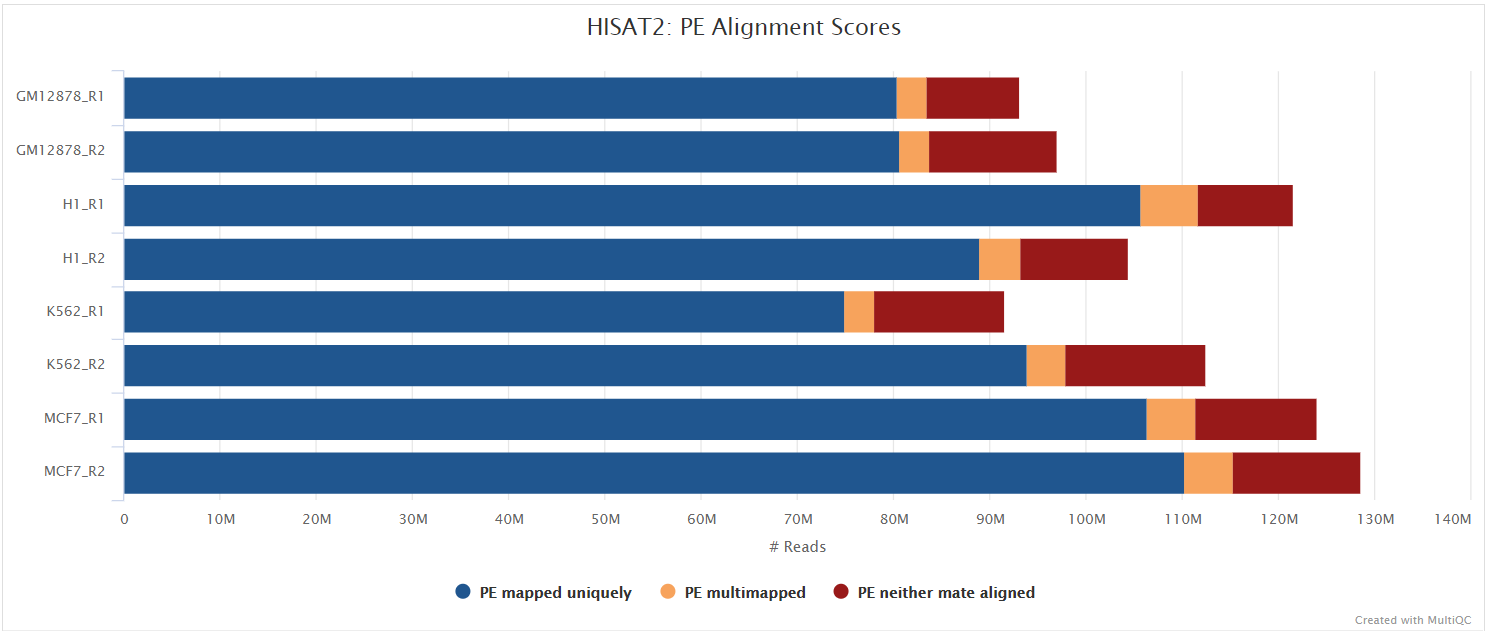 HISAT2: PE Alignment Scores
GM12878_R1
GM12878_R2
H1_R1
H1_R2
K562_R1
K562_R2
MCF7_R1
MCF7_R2
0 10M 20M 30M 40M 50M 60M 70M 80M 90M 100M 110M 120M 130M 140M
# Reads
PE mapped uniquely PE multimapped PE neither mate aligned
Created with MultiQC